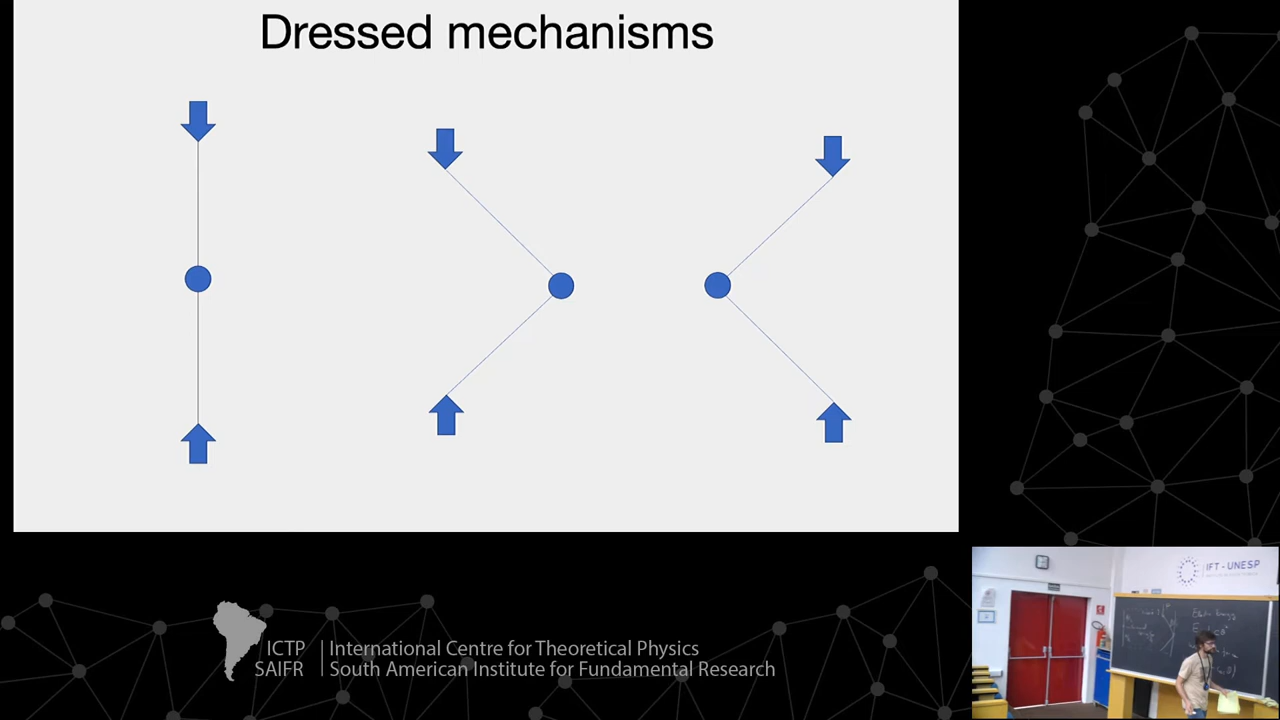 Dressed mechanisms
IFT - UNESP
ICTP
SAIFR
International Centre for Theoretical Physics
South American Institute for Fundamental Research